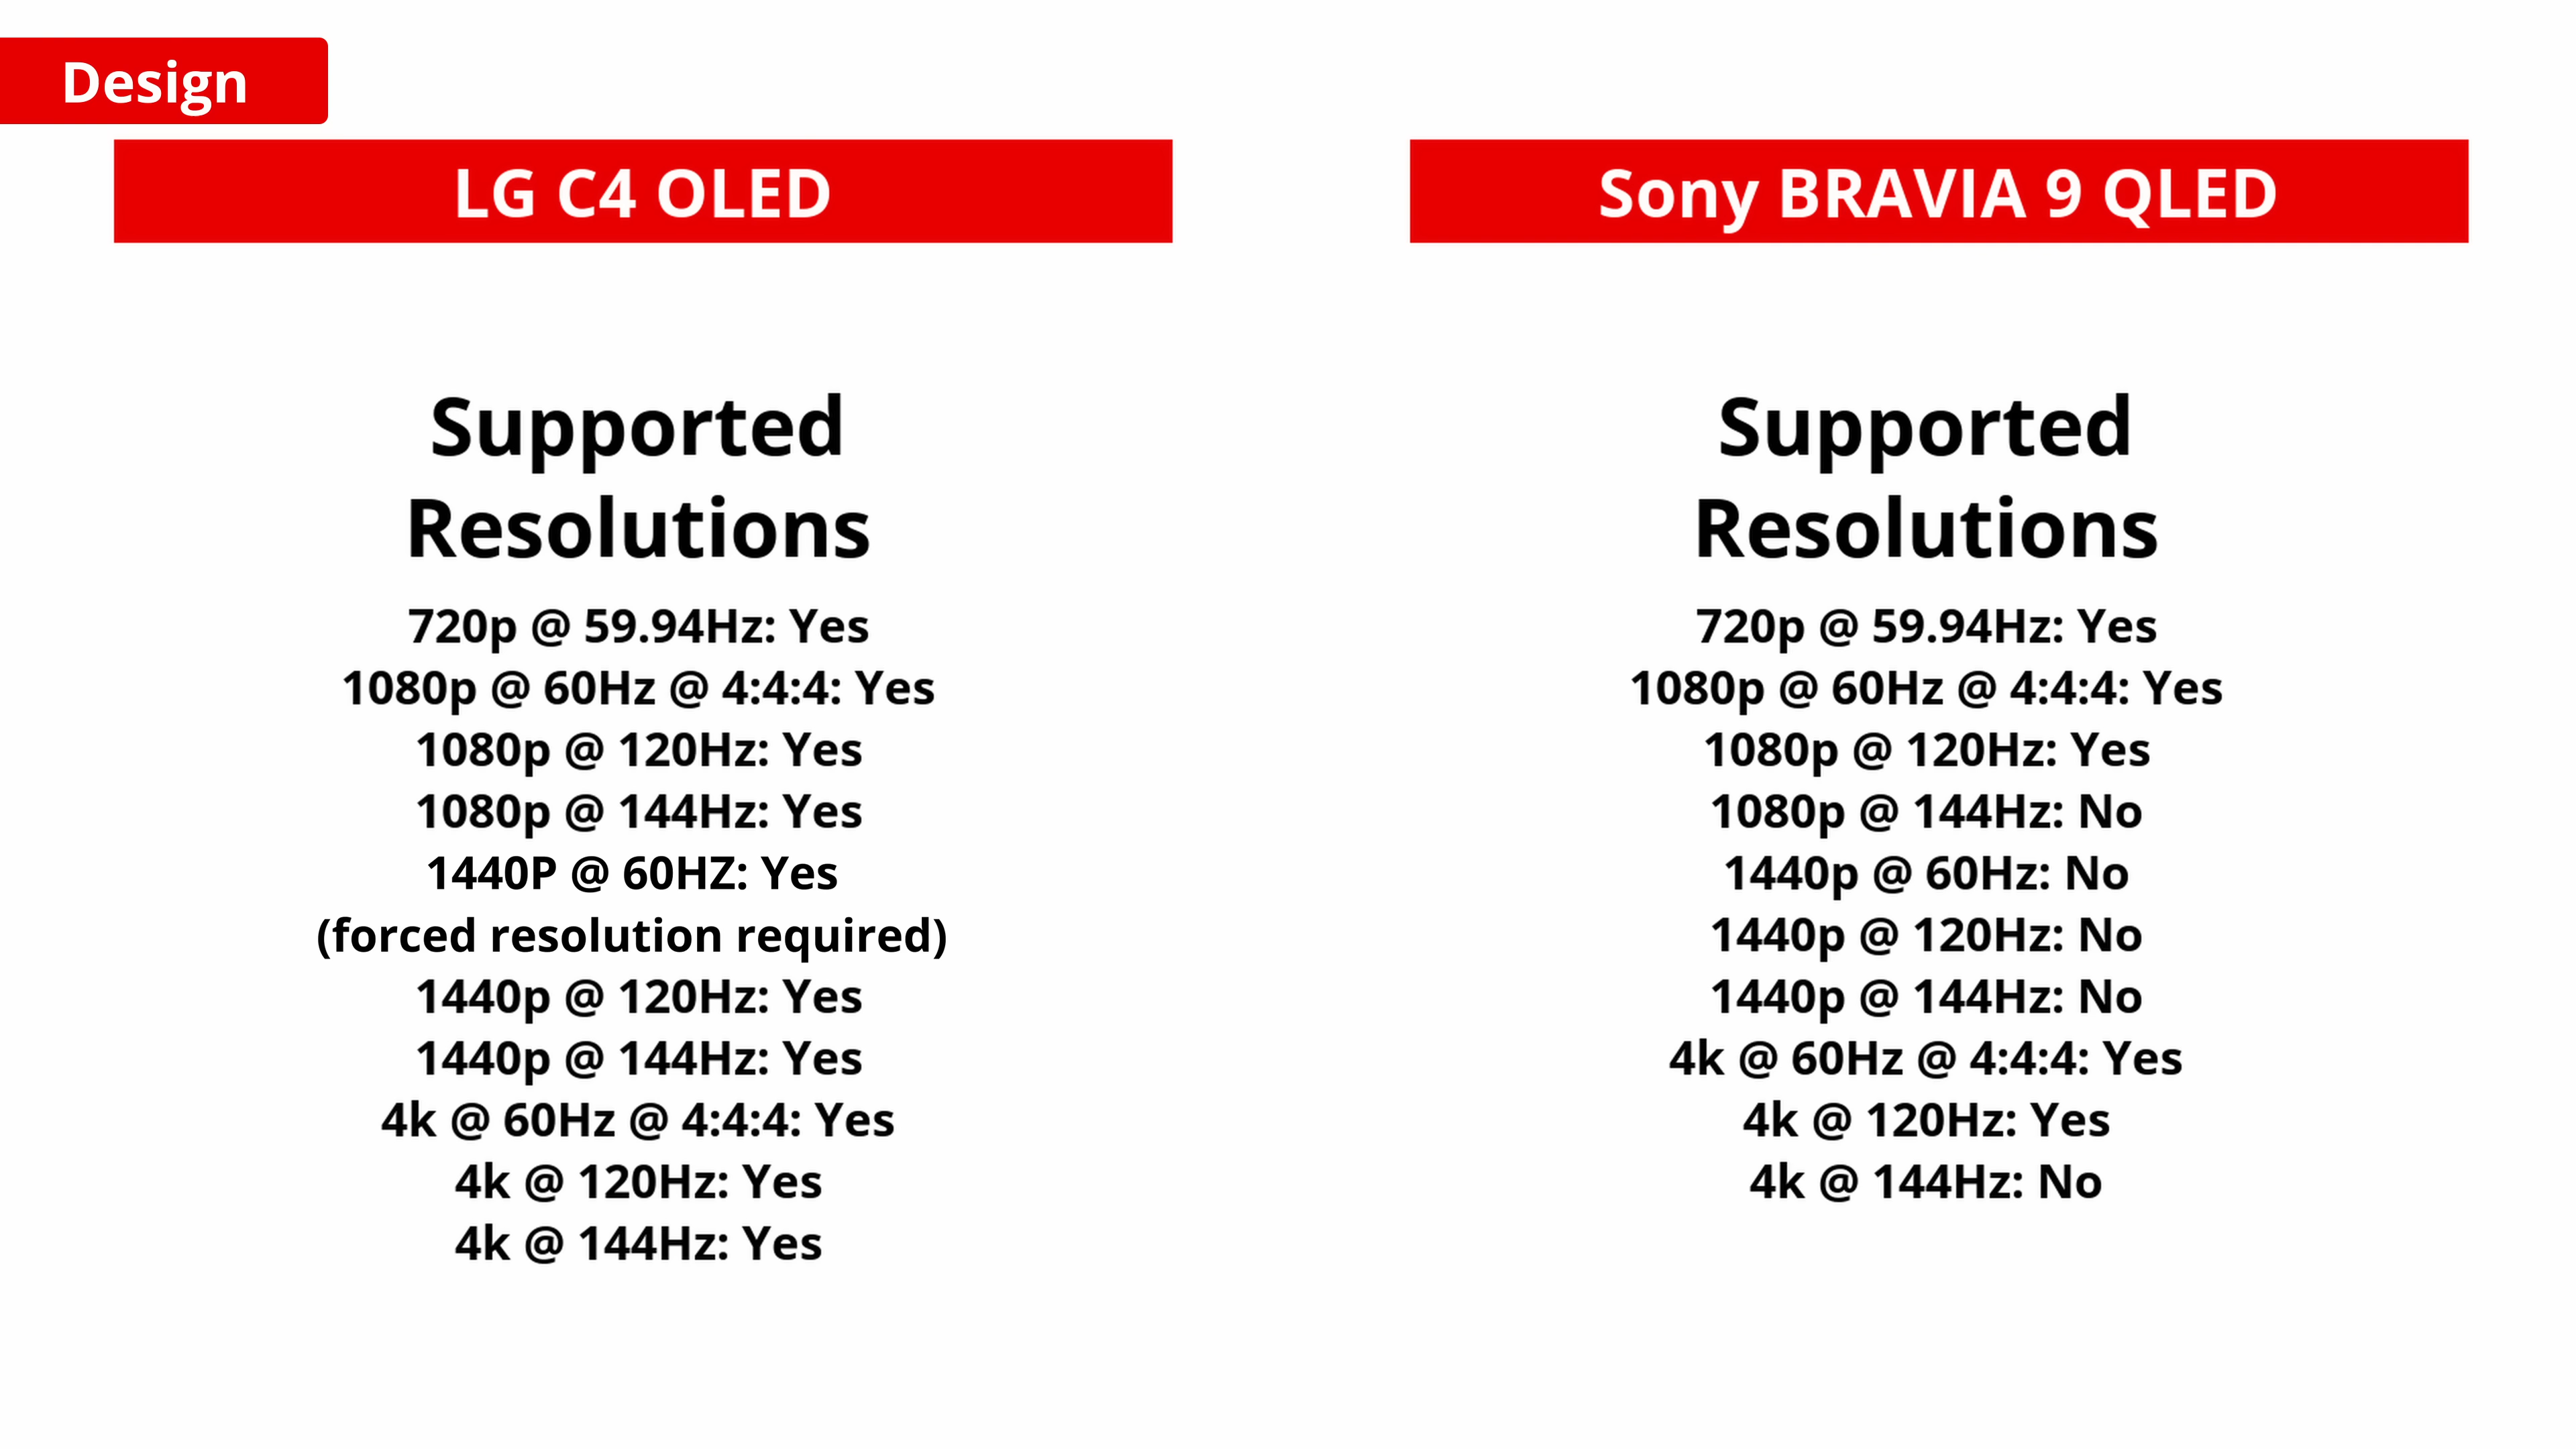 Design
LG C4 OLED
Supported
Resolutions
720p @ 59.94Hz: Yes
1080p @ 60Hz @ 4:4:4: Yes
1080p @ 120Hz: Yes
1080p @ 144Hz: Yes
1440P @ 60HZ: Yes
(forced resolution required)
1440p @ 120Hz: Yes
1440p @ 144Hz: Yes
4k @ 60Hz @ 4:4:4: Yes
4k @ 120Hz: Yes
4k @ 144Hz: Yes
Sony BRAVIA 9 QLED
Supported
Resolutions
720p @ 59.94Hz: Yes
1080p @ 60Hz @ 4:4:4: Yes
1080p @ 120Hz: Yes
1080p @ 144Hz: No
1440p @ 60Hz: No
1440p @ 120Hz: No
1440p @ 144Hz: No
4k @ 60Hz @ 4:4:4: Yes
4k @ 120Hz: Yes
4k @ 144Hz: No